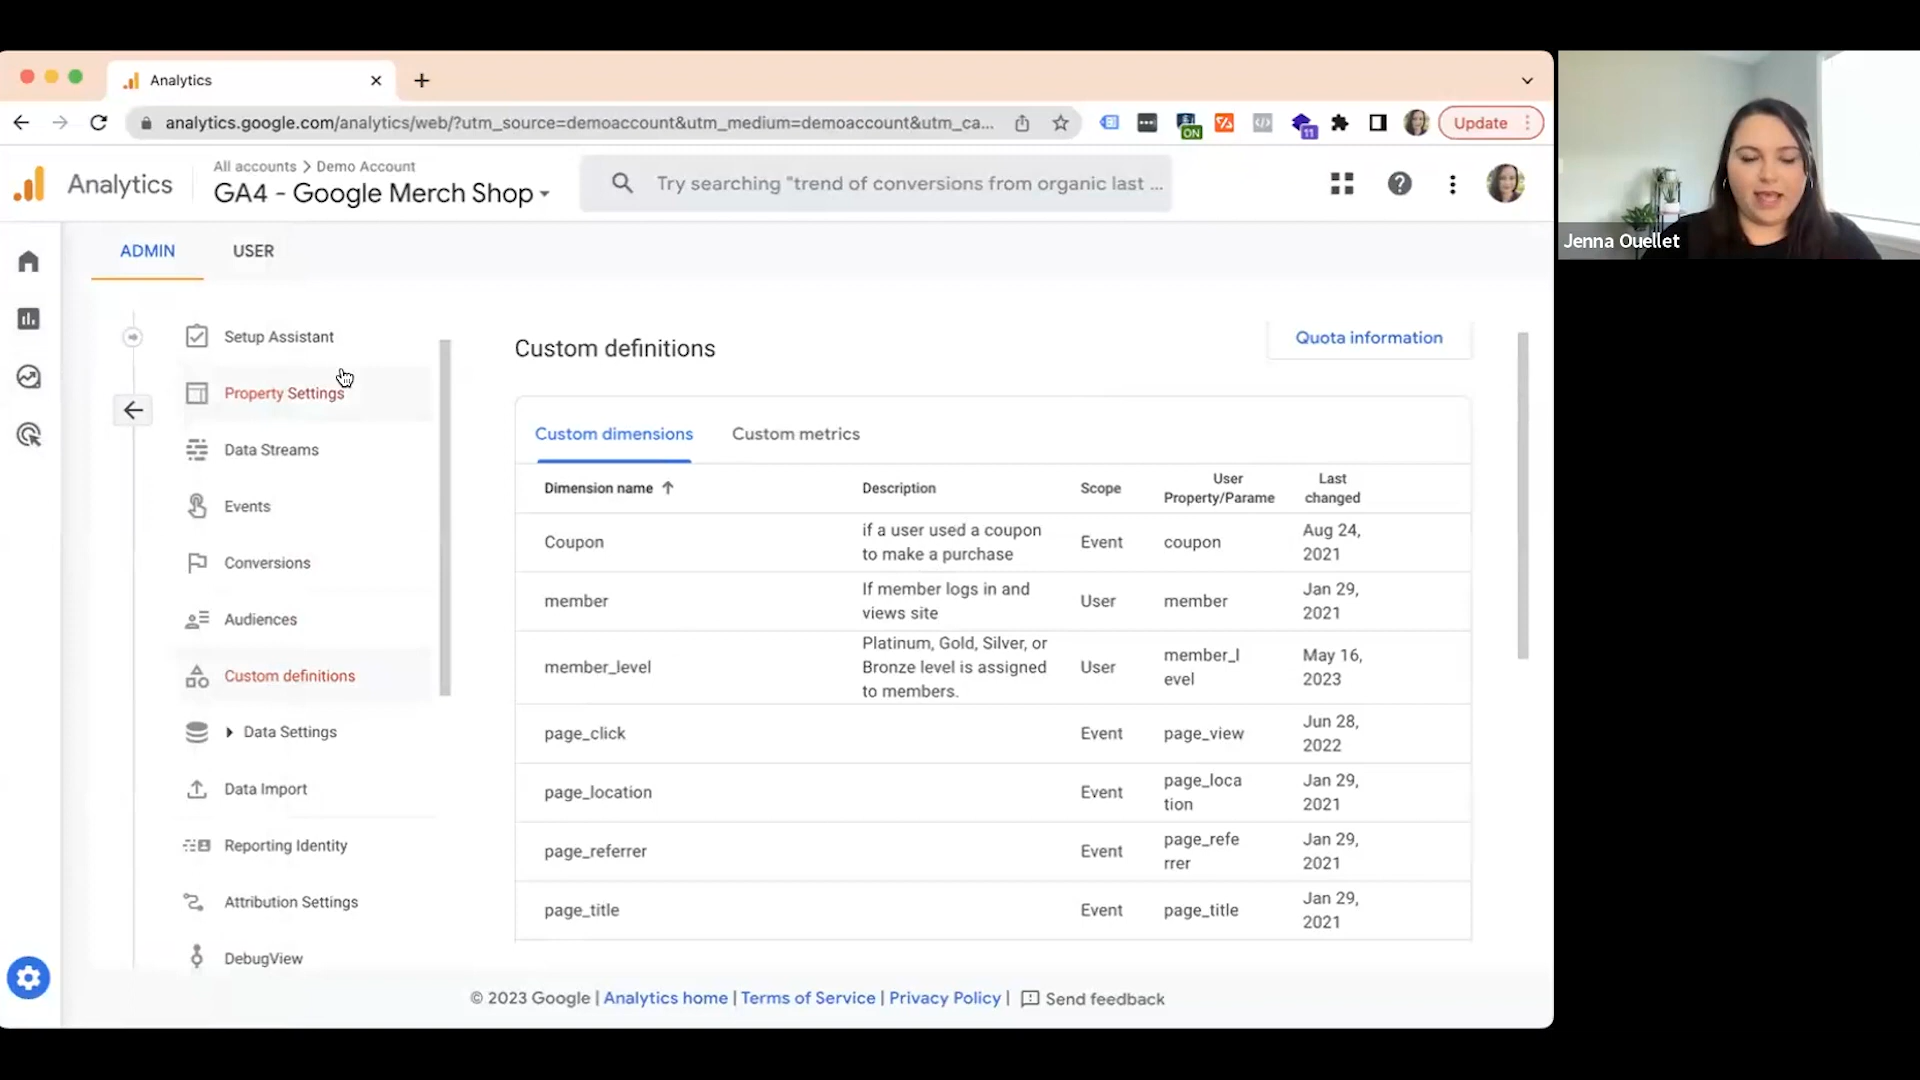 Analytics
analytics.google.com/analytics/web/?utm_source=demoaccount&utm_medium=demoaccount&utm_ca...
ON
11
Update
Analytics
All accounts > Demo Account
GA4 - Google Merch Shop
Try searching "trend of conversions from organic last ...
Jenna Ouellet
ADMIN
USER
Setup Assistant
Property Settings
Data Streams
Events
Conversions
Audiences
Custom definitions
Data Settings
Data Import
Reporting Identity
Attribution Settings
DebugView
Custom definitions
Quota information
Custom dimensions
Custom metrics
Dimension name
Description
Scope
User
Property/Parame
Last
changed
Coupon
if a user used a coupon
to make a purchase
Event
coupon
Aug 24,
2021
member
If member logs in and
views site
User
member
Jan 29,
2021
member_level
Platinum, Gold, Silver, or
Bronze level is assigned
to members.
User
member_l
evel
May 16,
2023
page_click
Event
page_view
Jun 28,
2022
page_location
Event
page_loca
tion
Jan 29,
2021
page_referrer
Event
page_refe
rrer
Jan 29,
2021
page_title
Event
page_title
Jan 29,
2021
© 2023 Google | Analytics home | Terms of Service | Privacy Policy | Send feedback